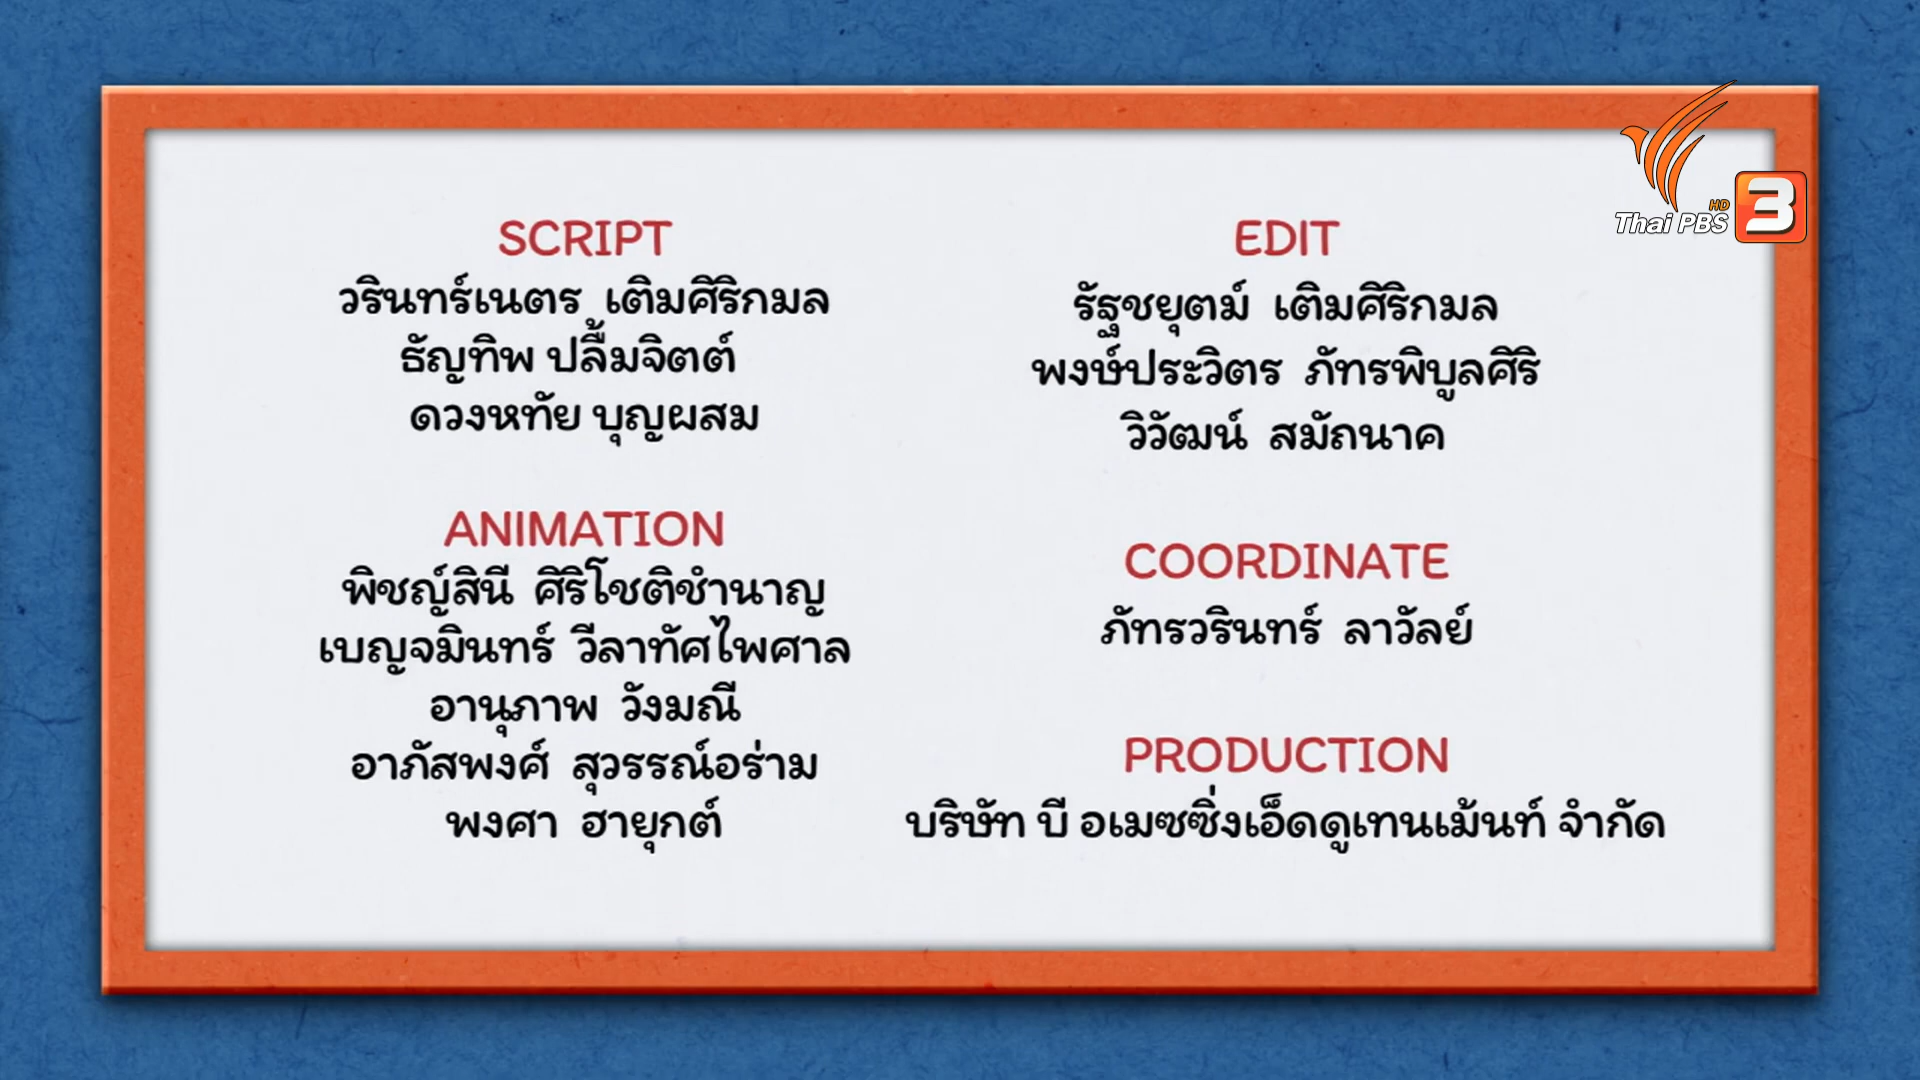 SCRIPT
วรินทร์เนตร เติมศิริกมล
ธัญทิพ ปลื้มจิตต์
ดวงหทัย บุญผสม
ANIMATION
พิชญ์สินี ศิริโชติชำนาญ
เบญจมินทร์ วีลาทัศไพศาล
อานุภาพ วังมณี
อาภัสพงศ์ สุวรรณ์อร่าม
พงศา ฮายุกต์
EDIT
รัฐชยุตม์ เติมศิริกมล
พงษ์ประวิตร ภัทรพิบูลศิริ
วิวัฒน์ สมัถนาค
COORDINATE
ภัทรวรินทร์ ลาวัลย์
PRODUCTION
บริษัท บี อเมซซิ่งเอ็ดดูเทนเม้นท์ จำกัด
HD
Thai PBS 3